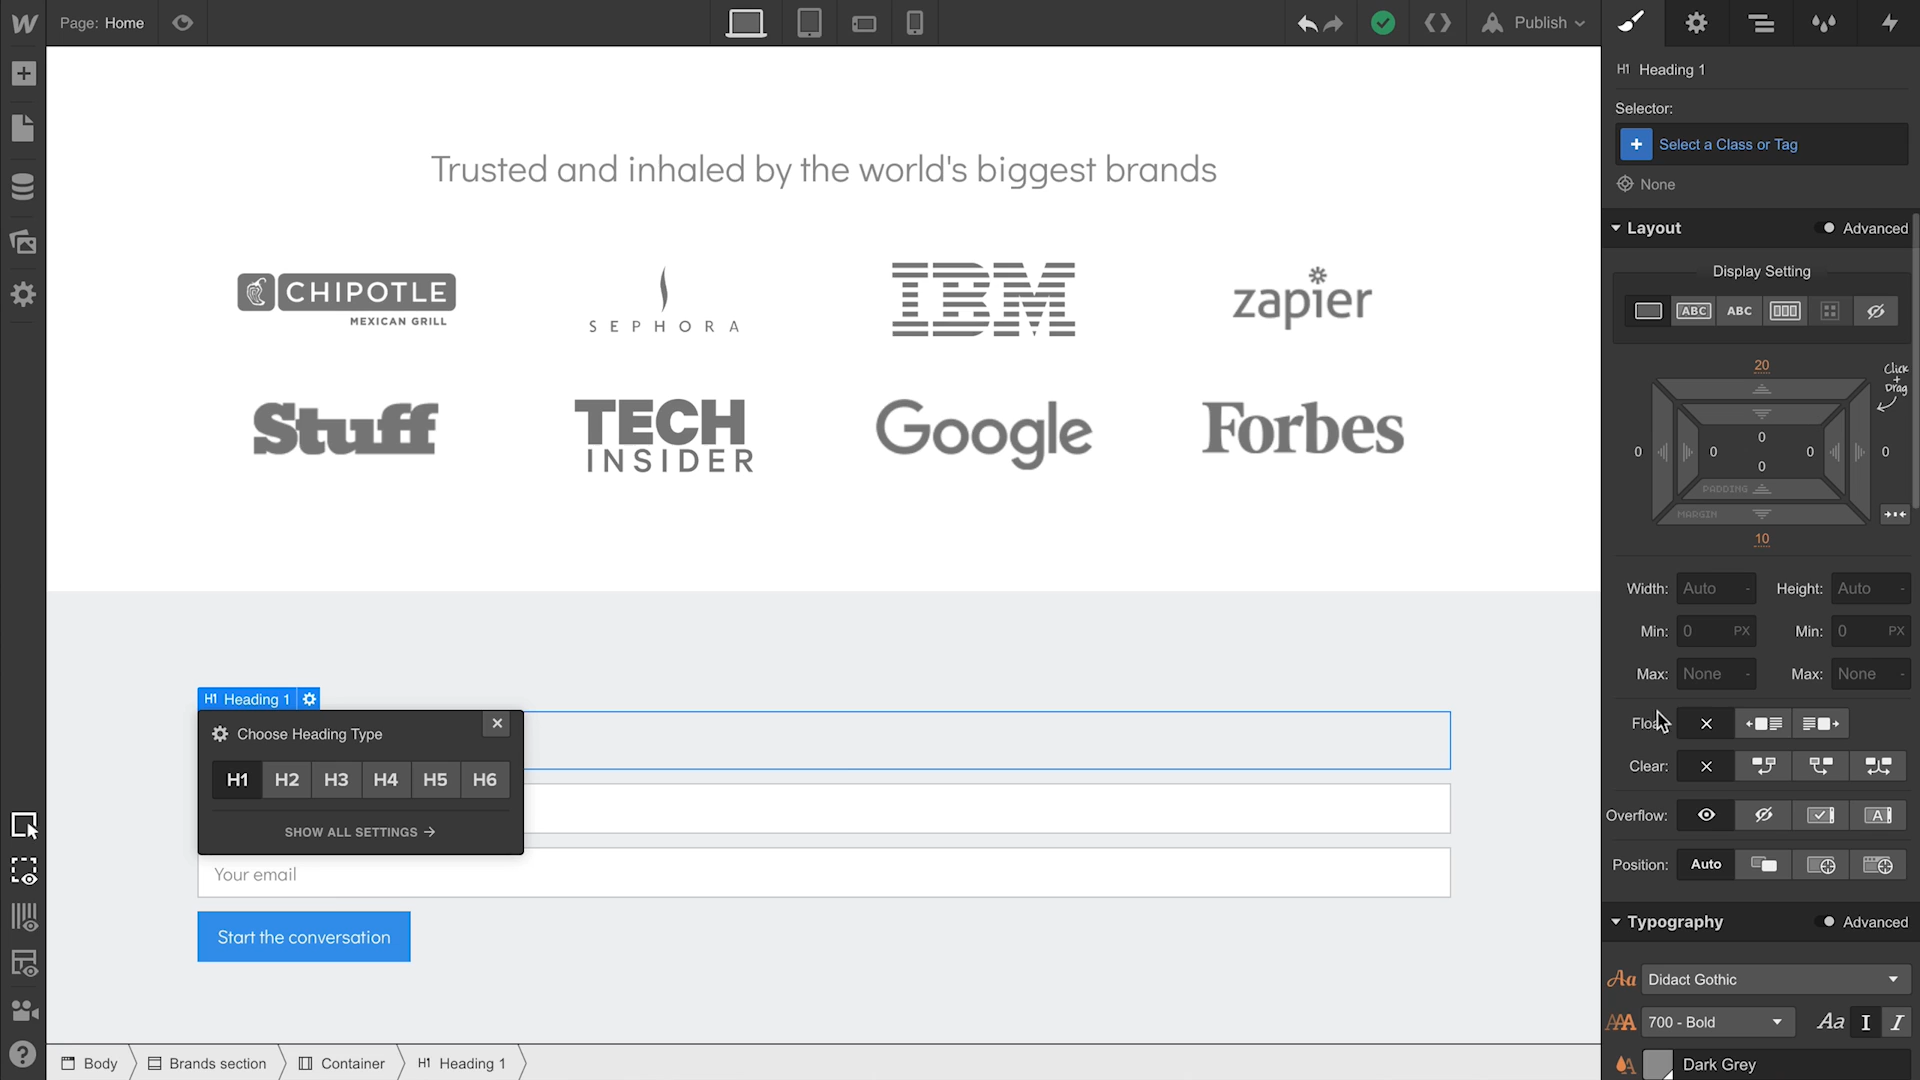 Page: Home
Publish
H1 Heading 1
Selector:
+ Select a Class or Tag
None
Layout
Advanced
Display Setting
ABC
ABC
20
Click
+
Drag
0
0
0
0
0
0
PADDING
MARGIN
10
Width: Auto - Height: Auto -
Min: 0 PX Min: 0 PX
Max: None - Max: None -
Clear:
Overflow:
Position: Auto
Typography
Advanced
Aa Didact Gothic
AAA 700 - Bold Aa I I
A Dark Grey
Trusted and inhaled by the world's biggest brands
CHIPOTLE
MEXICAN GRILL
SEPHORA
IBM
zapier
Stuff
TECH
INSIDER
Google
Forbes
H1 Heading 1
Choose Heading Type
H1 H2 H3 H4 H5 H6
SHOW ALL SETTINGS
Your email
Start the conversation
Body
Brands section
Container
H1 Heading 1